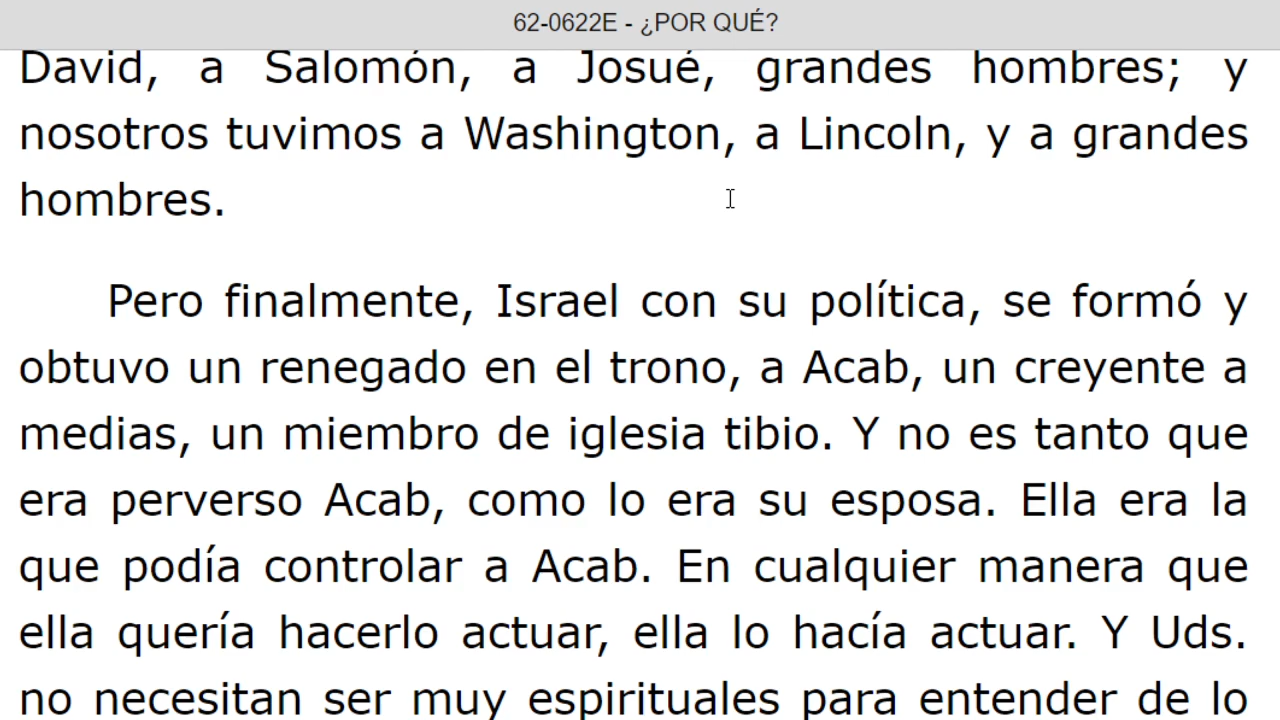 62-0622E - ¿POR QUÉ?
David, a Salomón, a Josué, grandes hombres; y
nosotros tuvimos a Washington, a Lincoln, y a grandes
hombres.
Pero finalmente, Israel con su política, se formó y
obtuvo un renegado en el trono, a Acab, un creyente a
medias, un miembro de iglesia tibio. Y no es tanto que
era perverso Acab, como lo era su esposa. Ella era la
que podía controlar a Acab. En cualquier manera que
ella quería hacerlo actuar, ella lo hacía actuar. Y Uds.
no necesitan ser muy espirituales para entender de lo